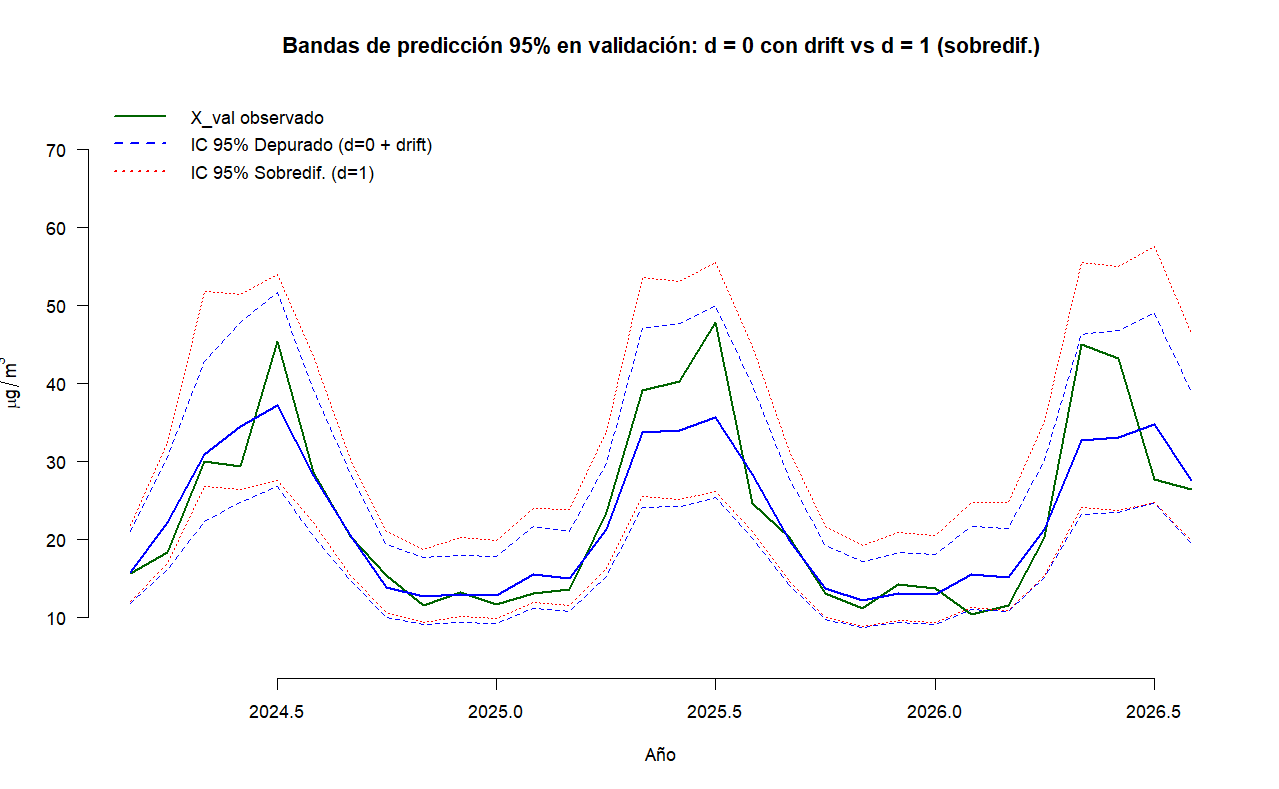 Bandas de predicción 95% en validación: d = 0 con drift vs d = 1 (sobredif.)
X_val observado
IC 95% Depurado (d=0 + drift)
IC 95% Sobredif. (d=1)
70
60
50
40
30
20
10
μg/m³
2024.5
2025.0
2025.5
2026.0
2026.5
Año